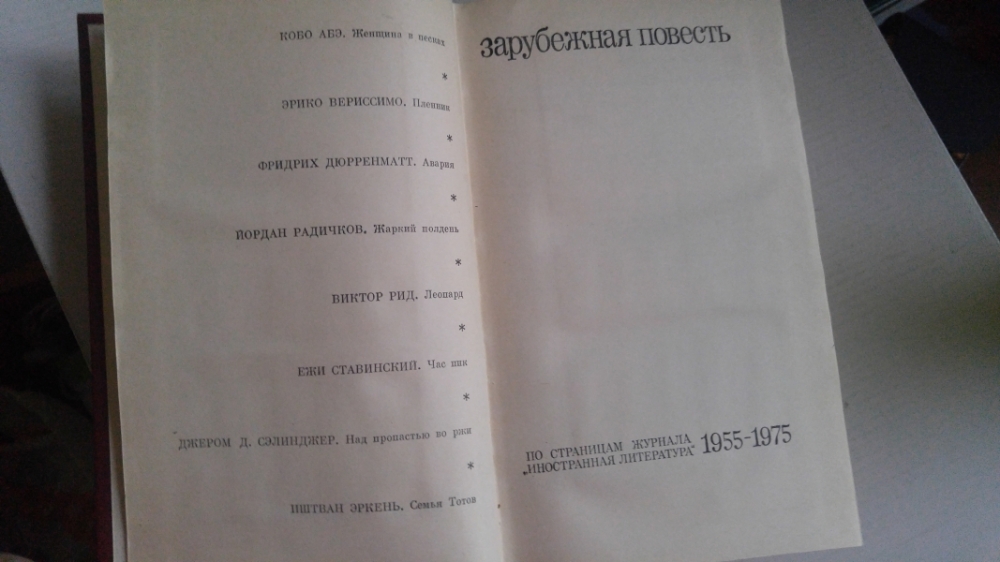 КОБО АБЭ. Женщина в песках
*
ЭРИКО ВЕРИССИМО. Пленник
*
ФРИДРИХ ДЮРРЕНМАТТ. Авария
*
ЙОРДАН РАДИЧКОВ. Жаркий полдень
*
ВИКТОР РИД. Леопард
*
ЕЖИ СТАВИНСКИЙ. Час пик
*
ДЖЕРОМ Д. СЭЛИНДЖЕР. Над пропастью во ржи
*
ИШТВАН ЭРКЕНЬ. Семья Тотов
зарубежная повесть
ПО СТРАНИЦАМ ЖУРНАЛА
„ИНОСТРАННАЯ ЛИТЕРАТУРА" 1955-1975